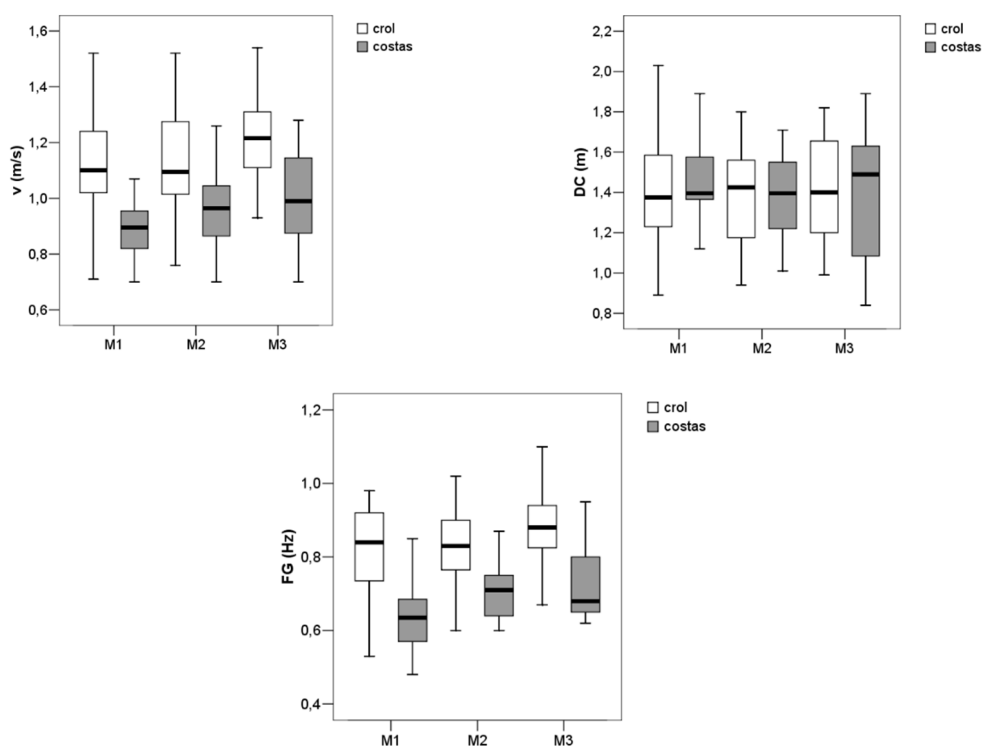 1,6
1,4
1,2
1,0
0,8
0,6
v (m/s)
M1 M2 M3
crol
costas
2,2
2,0
1,8
1,6
1,4
1,2
1,0
0,8
DC (m)
M1 M2 M3
crol
costas
1,2
1,0
0,8
0,6
0,4
FG (Hz)
M1 M2 M3
crol
costas